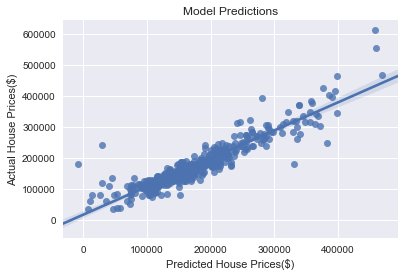 Model Predictions
Actual House Prices($)
600000
500000
400000
300000
200000
100000
0
0 100000 200000 300000 400000
Predicted House Prices($)